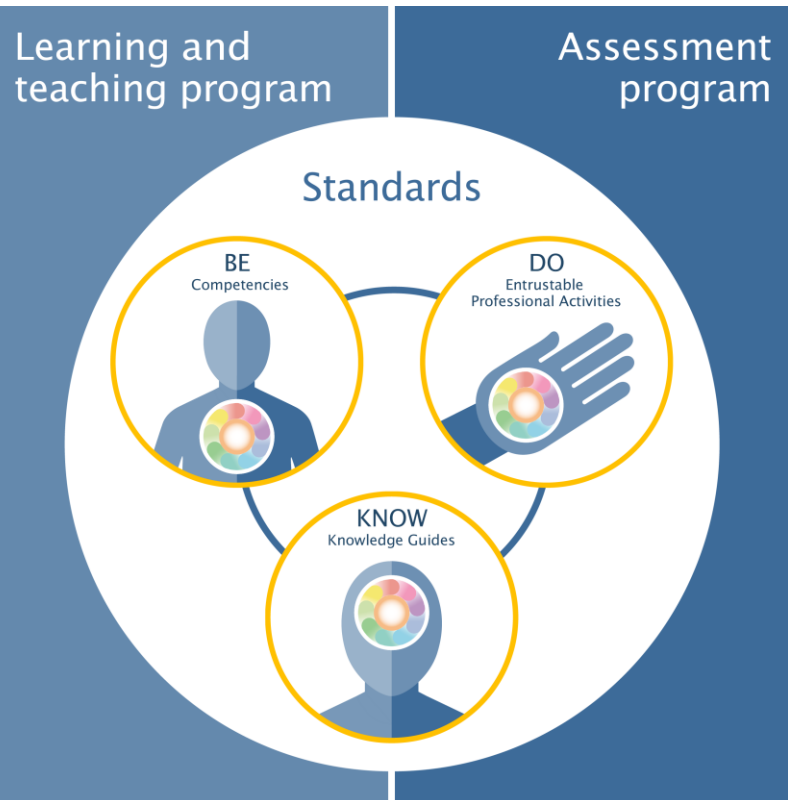 Learning and
teaching program
Assessment
program
Standards
BE
Competencies
DO
Entrustable
Professional Activities
KNOW
Knowledge Guides